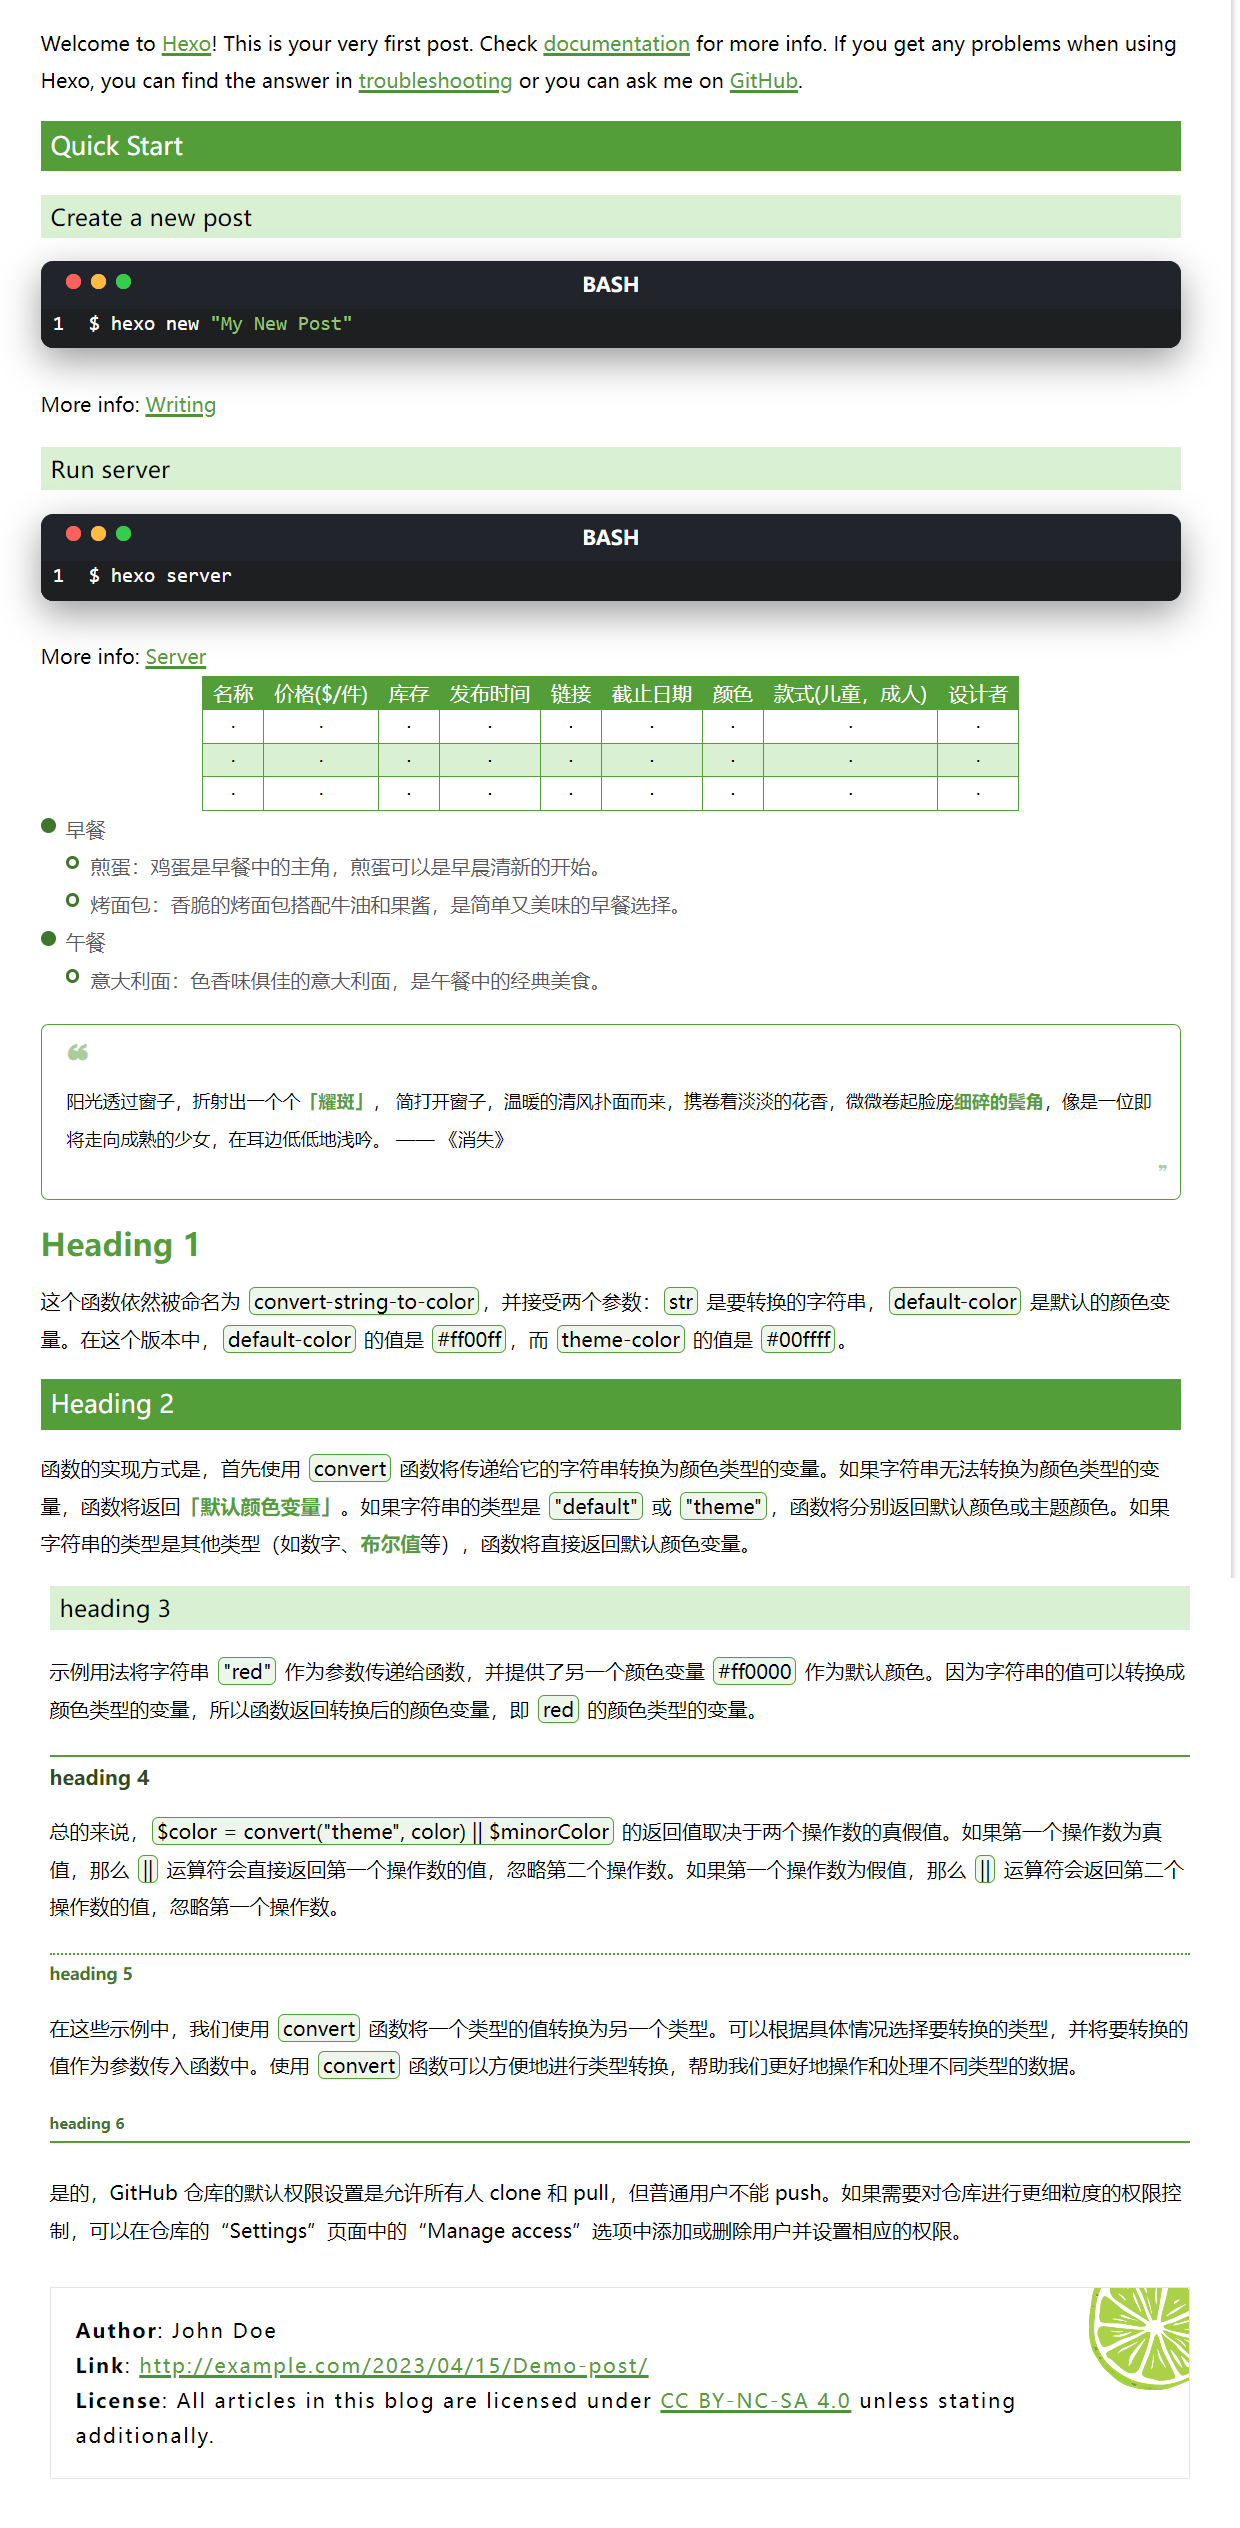 Welcome to Hexo! This is your very first post. Check documentation for more info. If you get any problems when using
Hexo, you can find the answer in troubleshooting or you can ask me on GitHub.
Quick Start
Create a new post
BASH
1 $ hexo new "My New Post"
More info: Writing
Run server
BASH
1 $ hexo server
More info: Server
名称 价格($/件) 库存 发布时间 链接 截止日期 颜色 款式(儿童，成人) 设计者
· · · · · · · · ·
· · · · · · · · ·
· · · · · · · · ·
早餐
煎蛋：鸡蛋是早餐中的主角，煎蛋可以是早晨清新的开始。
烤面包：香脆的烤面包搭配牛油和果酱，是简单又美味的早餐选择。
午餐
意大利面：色香味俱佳的意大利面，是午餐中的经典美食。
❝
阳光透过窗子，折射出一个个「耀斑」， 简打开窗子，温暖的清风扑面而来，携卷着淡淡的花香，微微卷起脸庞细碎的鬓角，像是一位即
将走向成熟的少女，在耳边低低地浅吟。 —— 《消失》
❞
Heading 1
这个函数依然被命名为 convert-string-to-color，并接受两个参数：str 是要转换的字符串，default-color 是默认的颜色变
量。在这个版本中，default-color 的值是 #ff00ff，而 theme-color 的值是 #00ffff。
Heading 2
函数的实现方式是，首先使用 convert 函数将传递给它的字符串转换为颜色类型的变量。如果字符串无法转换为颜色类型的变
量，函数将返回「默认颜色变量」。如果字符串的类型是 "default" 或 "theme"，函数将分别返回默认颜色或主题颜色。如果
字符串的类型是其他类型（如数字、布尔值等），函数将直接返回默认颜色变量。
heading 3
示例用法将字符串 "red" 作为参数传递给函数，并提供了另一个颜色变量 #ff0000 作为默认颜色。因为字符串的值可以转换成
颜色类型的变量，所以函数返回转换后的颜色变量，即 red 的颜色类型的变量。
heading 4
总的来说，$color = convert("theme", color) || $minorColor 的返回值取决于两个操作数的真假值。如果第一个操作数为真
值，那么 || 运算符会直接返回第一个操作数的值，忽略第二个操作数。如果第一个操作数为假值，那么 || 运算符会返回第二个
操作数的值，忽略第一个操作数。
heading 5
在这些示例中，我们使用 convert 函数将一个类型的值转换为另一个类型。可以根据具体情况选择要转换的类型，并将要转换的
值作为参数传入函数中。使用 convert 函数可以方便地进行类型转换，帮助我们更好地操作和处理不同类型的数据。
heading 6
是的，GitHub 仓库的默认权限设置是允许所有人 clone 和 pull，但普通用户不能 push。如果需要对仓库进行更细粒度的权限控
制，可以在仓库的“Settings”页面中的“Manage access”选项中添加或删除用户并设置相应的权限。
Author: John Doe
Link: http://example.com/2023/04/15/Demo-post/
License: All articles in this blog are licensed under CC BY-NC-SA 4.0 unless stating
additionally.